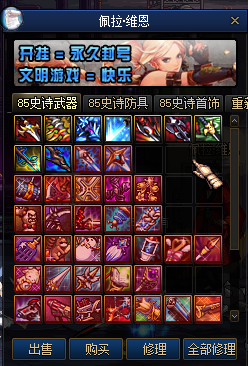 佩拉·维恩
开挂 = 永久封号
文明游戏 = 快乐
85史诗武器 85史诗防具 85史诗首饰 重新
出售 购买 修理 全部修理